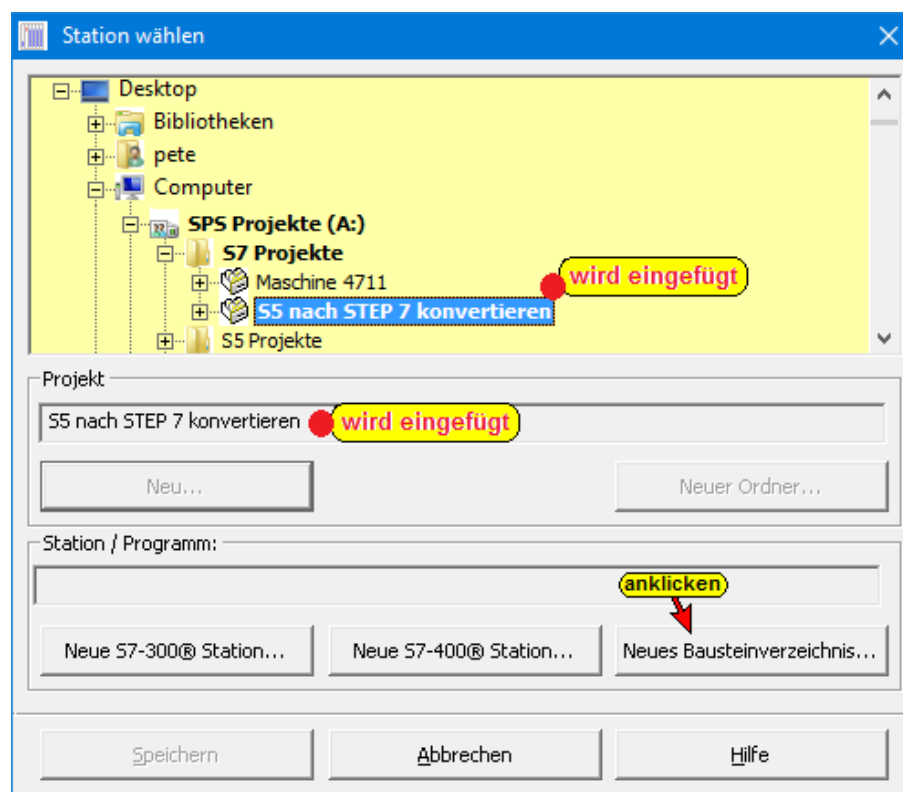 Station wählen
Desktop
Bibliotheken
pete
Computer
SPS Projekte (A:)
S7 Projekte
Maschine 4711
wird eingefügt
S5 nach STEP 7 konvertieren
S5 Projekte
Projekt
S5 nach STEP 7 konvertieren wird eingefügt
Neu... Neuer Ordner...
Station / Programm:
anklicken
Neue S7-300® Station... Neue S7-400® Station... Neues Bausteinverzeichnis...
Speichern Abbrechen Hilfe